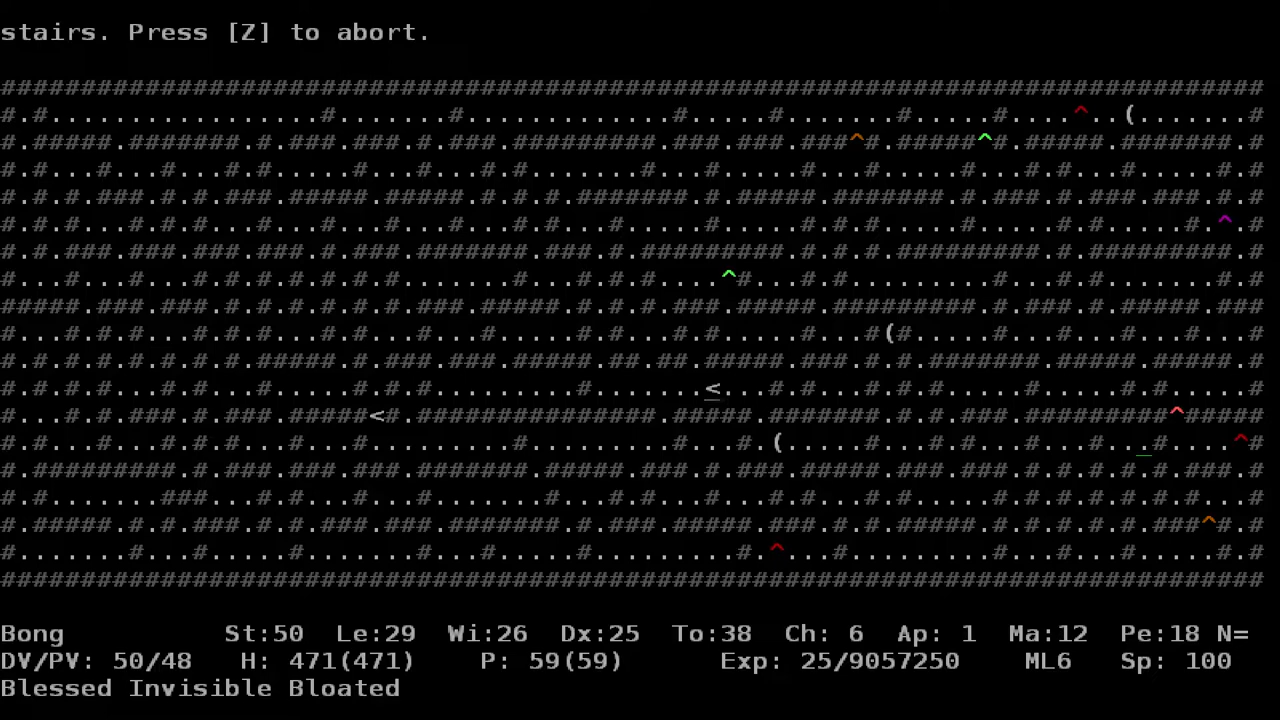 stairs. Press [Z] to abort.
Bong St:50 Le:29 Wi:26 Dx:25 To:38 Ch: 6 Ap: 1 Ma:12 Pe:18 N=
DV/PV: 50/48 H: 471(471) P: 59(59) Exp: 25/9057250 ML6 Sp: 100
Blessed Invisible Bloated